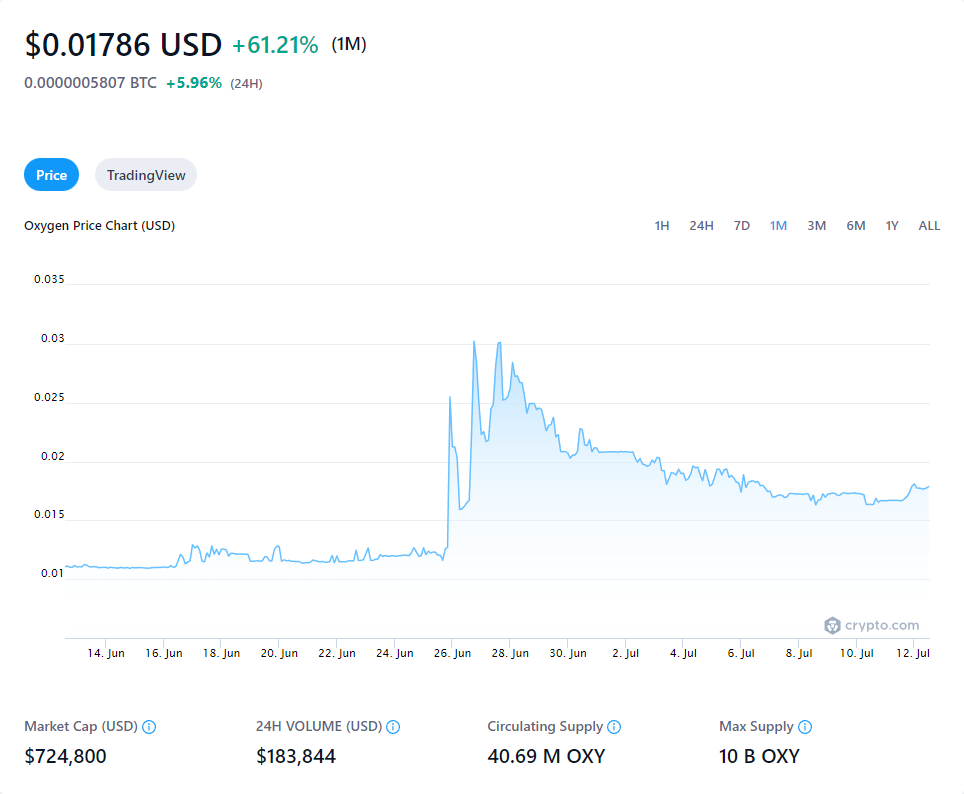 $0.01786 USD +61.21% (1M)
0.0000005807 BTC +5.96% (24H)
Price TradingView
Oxygen Price Chart (USD) 1H 24H 7D 1M 3M 6M 1Y ALL
0.035
0.03
0.025
0.02
0.015
0.01
crypto.com
14. Jun 16. Jun 18. Jun 20. Jun 22. Jun 24. Jun 26. Jun 28. Jun 30. Jun 2. Jul 4. Jul 6. Jul 8. Jul 10. Jul 12. Jul
Market Cap (USD) 24H VOLUME (USD) Circulating Supply Max Supply
$724,800 $183,844 40.69 M OXY 10 B OXY